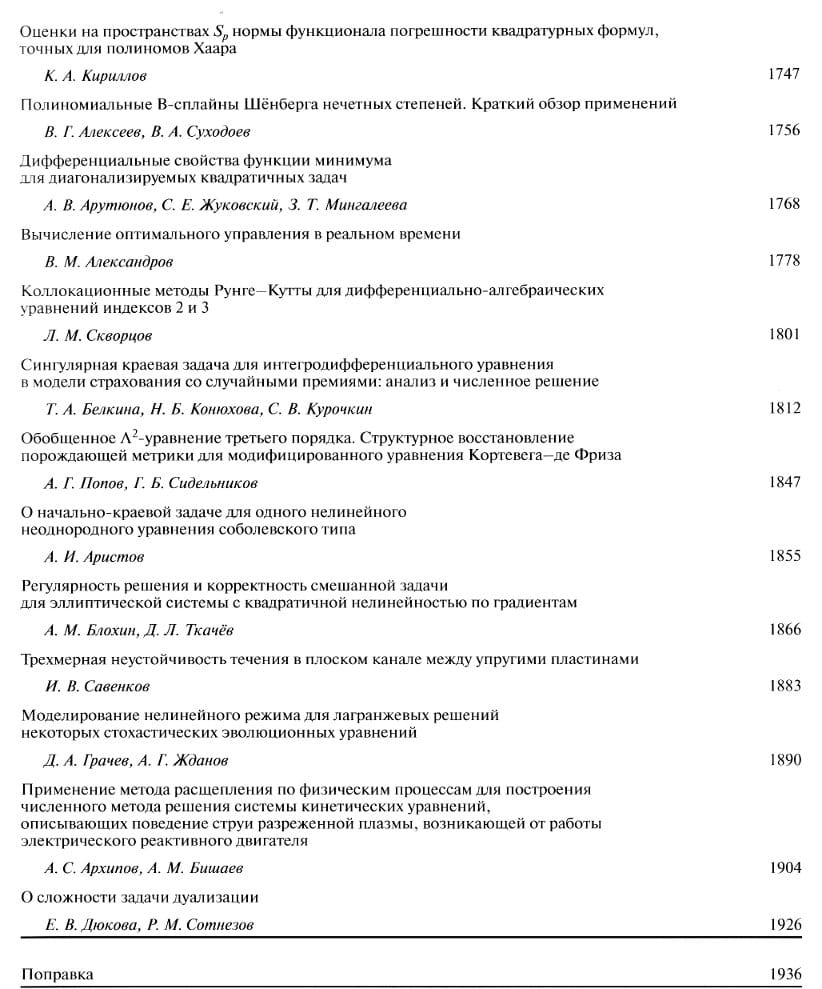 Оценки на пространствах Sₚ нормы функционала погрешности квадратурных формул,
точных для полиномов Хаара
К. А. Кириллов 1747
Полиномиальные В-сплайны Шёнберга нечетных степеней. Краткий обзор применений
В. Г. Алексеев, В. А. Суходоев 1756
Дифференциальные свойства функции минимума
для диагонализируемых квадратичных задач
А. В. Арутюнов, С. Е. Жуковский, З. Т. Мингалеева 1768
Вычисление оптимального управления в реальном времени
В. М. Александров 1778
Коллокационные методы Рунге–Кутты для дифференциально-алгебраических
уравнений индексов 2 и 3
Л. М. Скворцов 1801
Сингулярная краевая задача для интегродифференциального уравнения
в модели страхования со случайными премиями: анализ и численное решение
Т. А. Белкина, Н. Б. Конюхова, С. В. Курочкин 1812
Обобщенное Λ²-уравнение третьего порядка. Структурное восстановление
порождающей метрики для модифицированного уравнения Кортевега–де Фриза
А. Г. Попов, Г. Б. Сидельников 1847
О начально-краевой задаче для одного нелинейного
неоднородного уравнения соболевского типа
А. И. Аристов 1855
Регулярность решения и корректность смешанной задачи
для эллиптической системы с квадратичной нелинейностью по градиентам
А. М. Блохин, Д. Л. Ткачёв 1866
Трехмерная неустойчивость течения в плоском канале между упругими пластинами
И. В. Савенков 1883
Моделирование нелинейного режима для лагранжевых решений
некоторых стохастических эволюционных уравнений
Д. А. Грачев, А. Г. Жданов 1890
Применение метода расщепления по физическим процессам для построения
численного метода решения системы кинетических уравнений,
описывающих поведение струи разреженной плазмы, возникающей от работы
электрического реактивного двигателя
А. С. Архипов, А. М. Бишаев 1904
О сложности задачи дуализации
Е. В. Дюкова, Р. М. Сотнезов 1926
Поправка 1936